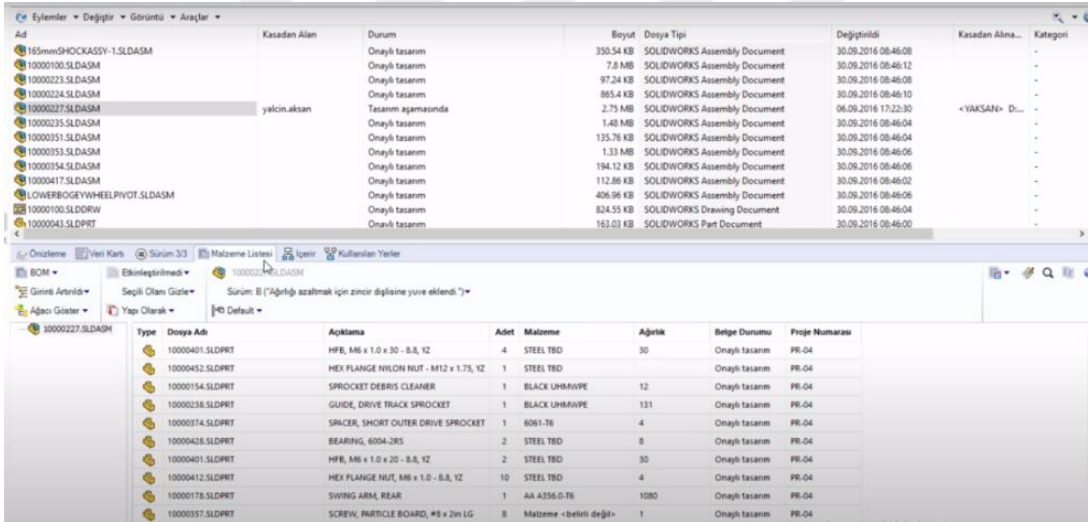 Eylemler Değiştir Görüntü Araçlar
Ad Kasadan Alan Durum Boyut Dosya Tipi Değiştirildi Kasadan Alına... Kategori
165mmSHOCKASSY-1.SLDASM Onaylı tasarım 350.54 KB SOLIDWORKS Assembly Document 30.09.2016 08:46:08 -
10000100.SLDASM Onaylı tasarım 7.8 MB SOLIDWORKS Assembly Document 30.09.2016 08:46:12 -
10000223.SLDASM Onaylı tasarım 97.24 KB SOLIDWORKS Assembly Document 30.09.2016 08:46:08 -
10000224.SLDASM Onaylı tasarım 865.4 KB SOLIDWORKS Assembly Document 30.09.2016 08:46:10 -
10000227.SLDASM yalcin.aksan Tasarım aşamasında 2.75 MB SOLIDWORKS Assembly Document 06.09.2016 17:22:30 <YAKSAN> D:... -
10000235.SLDASM Onaylı tasarım 1.48 MB SOLIDWORKS Assembly Document 30.09.2016 08:46:04 -
10000351.SLDASM Onaylı tasarım 135.76 KB SOLIDWORKS Assembly Document 30.09.2016 08:46:04 -
10000353.SLDASM Onaylı tasarım 1.33 MB SOLIDWORKS Assembly Document 30.09.2016 08:46:06 -
10000354.SLDASM Onaylı tasarım 194.12 KB SOLIDWORKS Assembly Document 30.09.2016 08:46:06 -
10000417.SLDASM Onaylı tasarım 112.86 KB SOLIDWORKS Assembly Document 30.09.2016 08:46:02 -
LOWERBOGEYWHEELPIVOT.SLDASM Onaylı tasarım 406.96 KB SOLIDWORKS Assembly Document 30.09.2016 08:46:06 -
10000100.SLDDRW Onaylı tasarım 824.55 KB SOLIDWORKS Drawing Document 30.09.2016 08:46:04 -
10000043.SLDPRT Onaylı tasarım 163.03 KB SOLIDWORKS Part Document 30.09.2016 08:46:04 -
Önizleme Veri Kartı Sürüm 3/3 Malzeme Listesi İçerir Kullanılan Yerler
BOM Etkinleştirilmedi SLDASM
Girinti Artırıldı Seçili Olanı Gizle Sürüm: B ("Ağırlığı azaltmak için zincir dişlisine yuve eklendi.")
Ağacı Göster Yapı Olarak Default
10000227.SLDASM Type Dosya Adı Açıklama Adet Malzeme Ağırlık Belge Durumu Proje Numarası
10000401.SLDPRT HFB, M6 x 1.0 x 30 - 8.8, YZ 4 STEEL TBD 30 Onaylı tasarım PR-04
10000452.SLDPRT HEX FLANGE NYLON NUT - M12 x 1.75, YZ 1 STEEL TBD Onaylı tasarım PR-04
10000154.SLDPRT SPROCKET DEBRIS CLEANER 1 BLACK UHMWPE 12 Onaylı tasarım PR-04
10000238.SLDPRT GUIDE, DRIVE TRACK SPROCKET 1 BLACK UHMWPE 131 Onaylı tasarım PR-04
10000374.SLDPRT SPACER, SHORT OUTER DRIVE SPROCKET 1 6061-T6 4 Onaylı tasarım PR-04
10000428.SLDPRT BEARING, 6004-2RS 2 STEEL TBD 8 Onaylı tasarım PR-04
10000401.SLDPRT HFB, M6 x 1.0 x 20 - 8.8, YZ 2 STEEL TBD 30 Onaylı tasarım PR-04
10000412.SLDPRT HEX FLANGE NUT, M6 x 1.0 - 8.8, YZ 10 STEEL TBD 4 Onaylı tasarım PR-04
10000178.SLDPRT SWING ARM, REAR 1 AA A356.0-T6 1080 Onaylı tasarım PR-04
10000357.SLDPRT SCREW, PARTICLE BOARD, #8 x 2in LG 8 Malzeme <belirli değil> 1 Onaylı tasarım PR-04